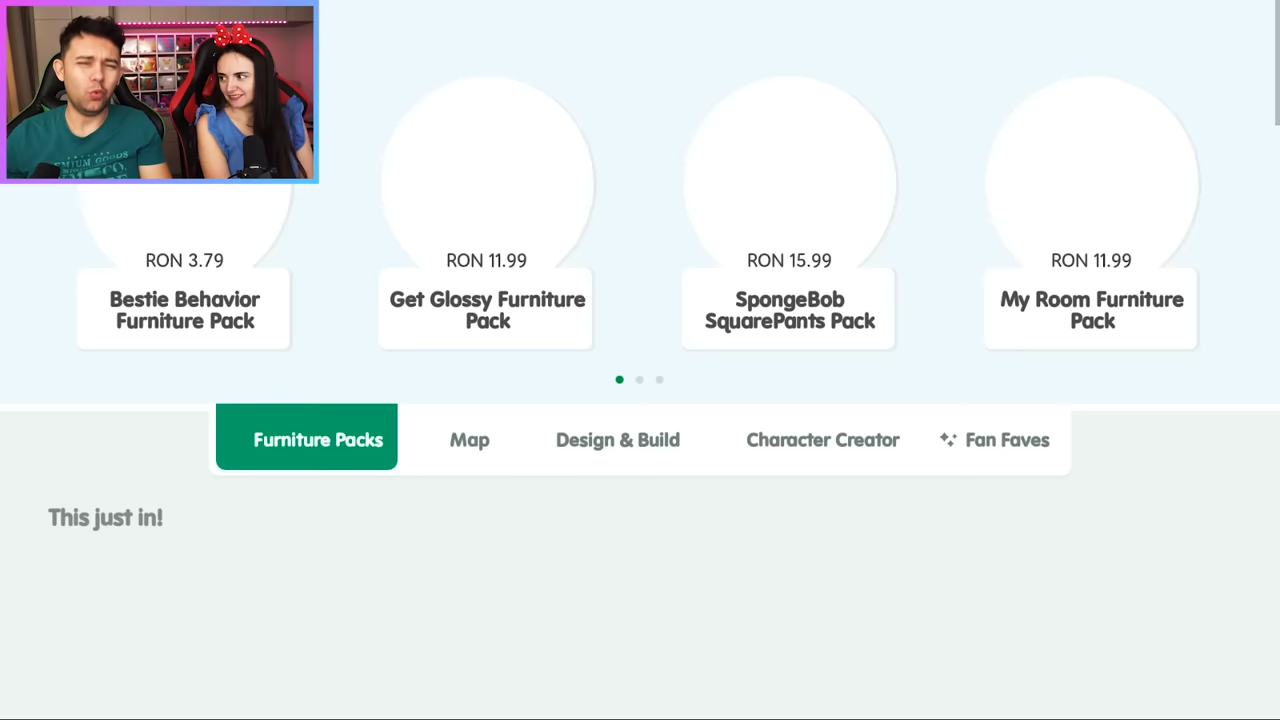 PREMIUM GOODS
RON 3.79
Bestie Behavior
Furniture Pack
RON 11.99
Get Glossy Furniture
Pack
RON 15.99
SpongeBob
SquarePants Pack
RON 11.99
My Room Furniture
Pack
Furniture Packs
Map
Design & Build
Character Creator
Fan Faves
This just in!